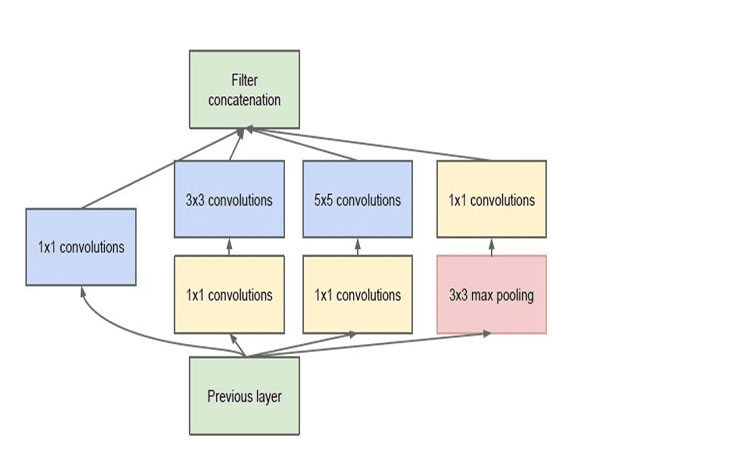 Filter
concatenation
3x3 convolutions
5x5 convolutions
1x1 convolutions
1x1 convolutions
1x1 convolutions
1x1 convolutions
3x3 max pooling
Previous layer